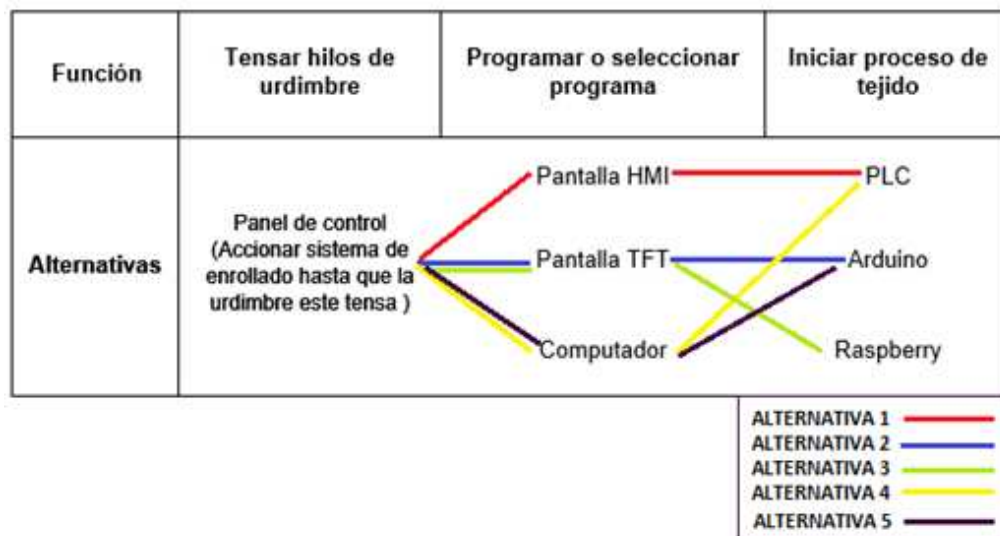 Función
Tensar hilos de
urdimbre
Programar o seleccionar
programa
Iniciar proceso de
tejido
Alternativas
Panel de control
(Accionar sistema de
enrollado hasta que la
urdimbre este tensa )
Pantalla HMI
PLC
Pantalla TFT
Arduino
Computador
Raspberry
ALTERNATIVA 1
ALTERNATIVA 2
ALTERNATIVA 3
ALTERNATIVA 4
ALTERNATIVA 5